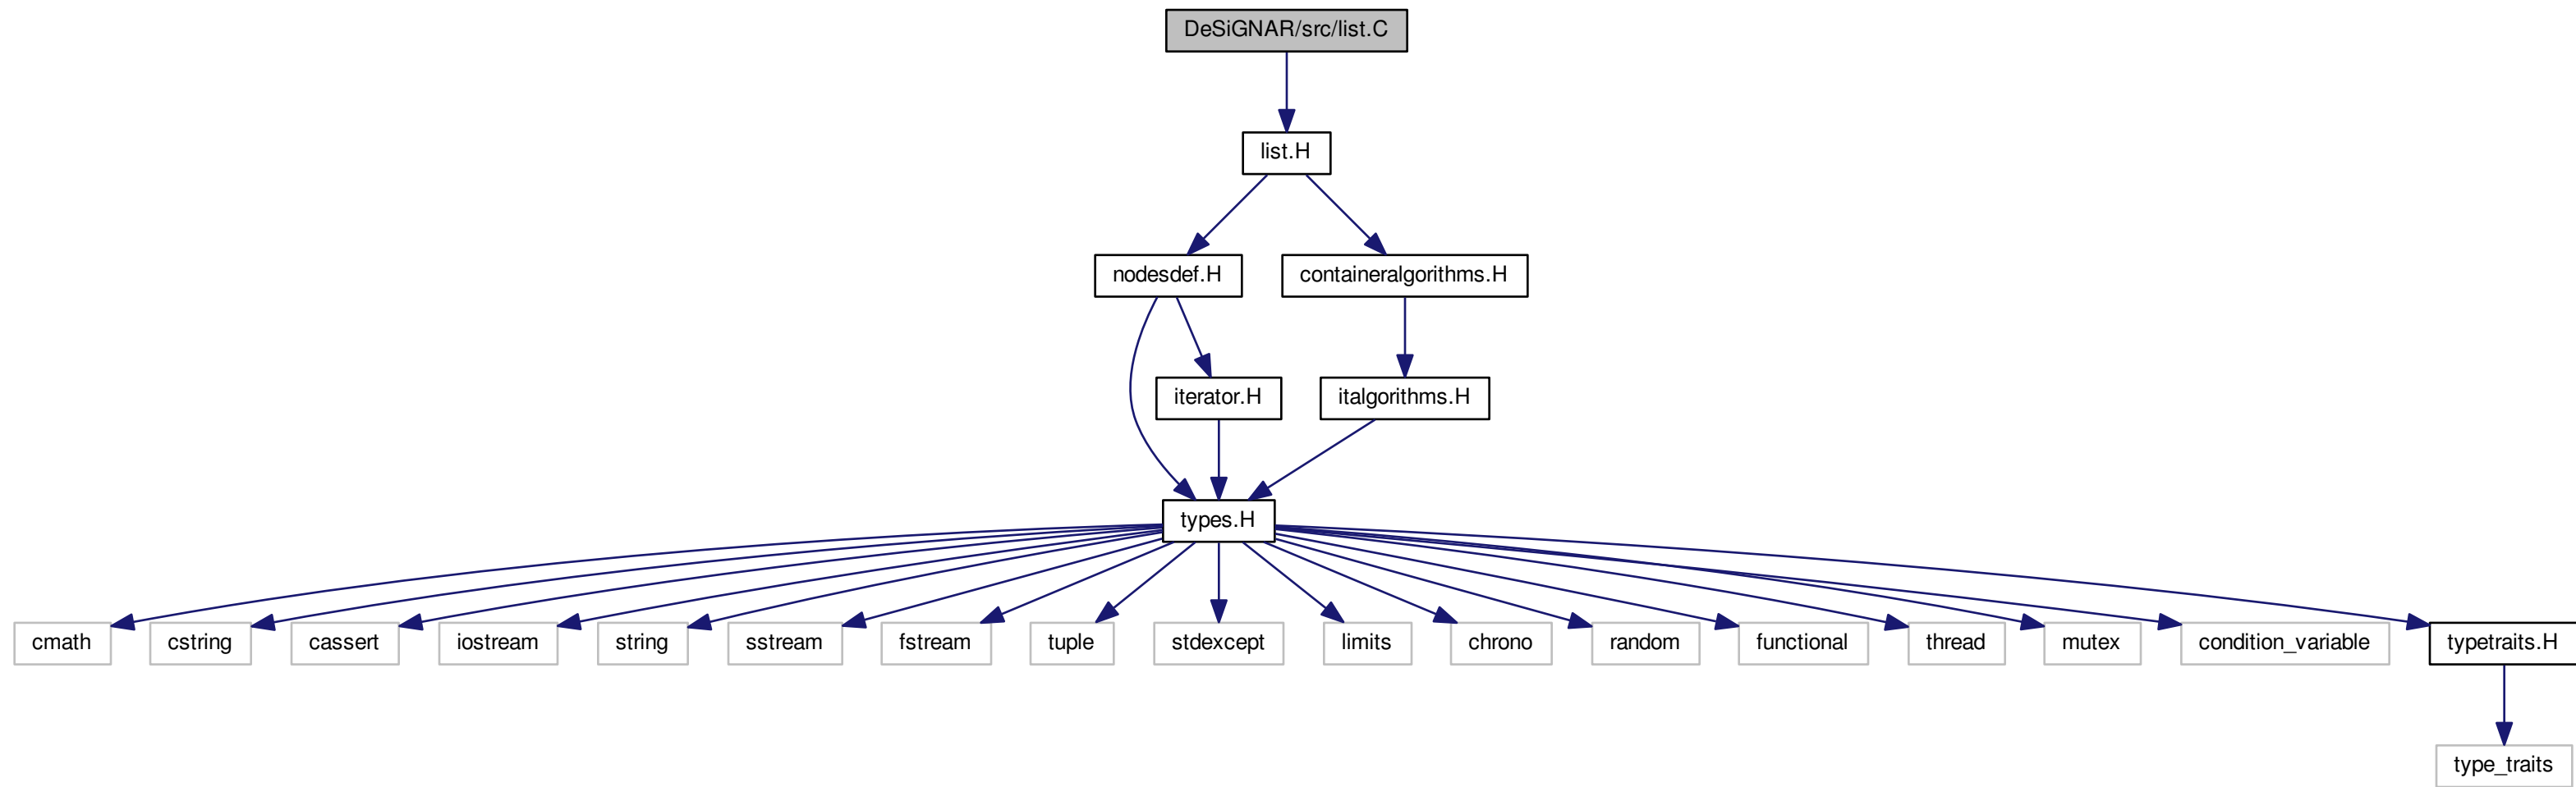 DeSiGNAR/src/list.C
list.H
nodesdef.H
containeralgorithms.H
iterator.H
italgorithms.H
types.H
cmath
cstring
cassert
iostream
string
sstream
fstream
tuple
stdexcept
limits
chrono
random
functional
thread
mutex
condition_variable
typetraits.H
type_traits